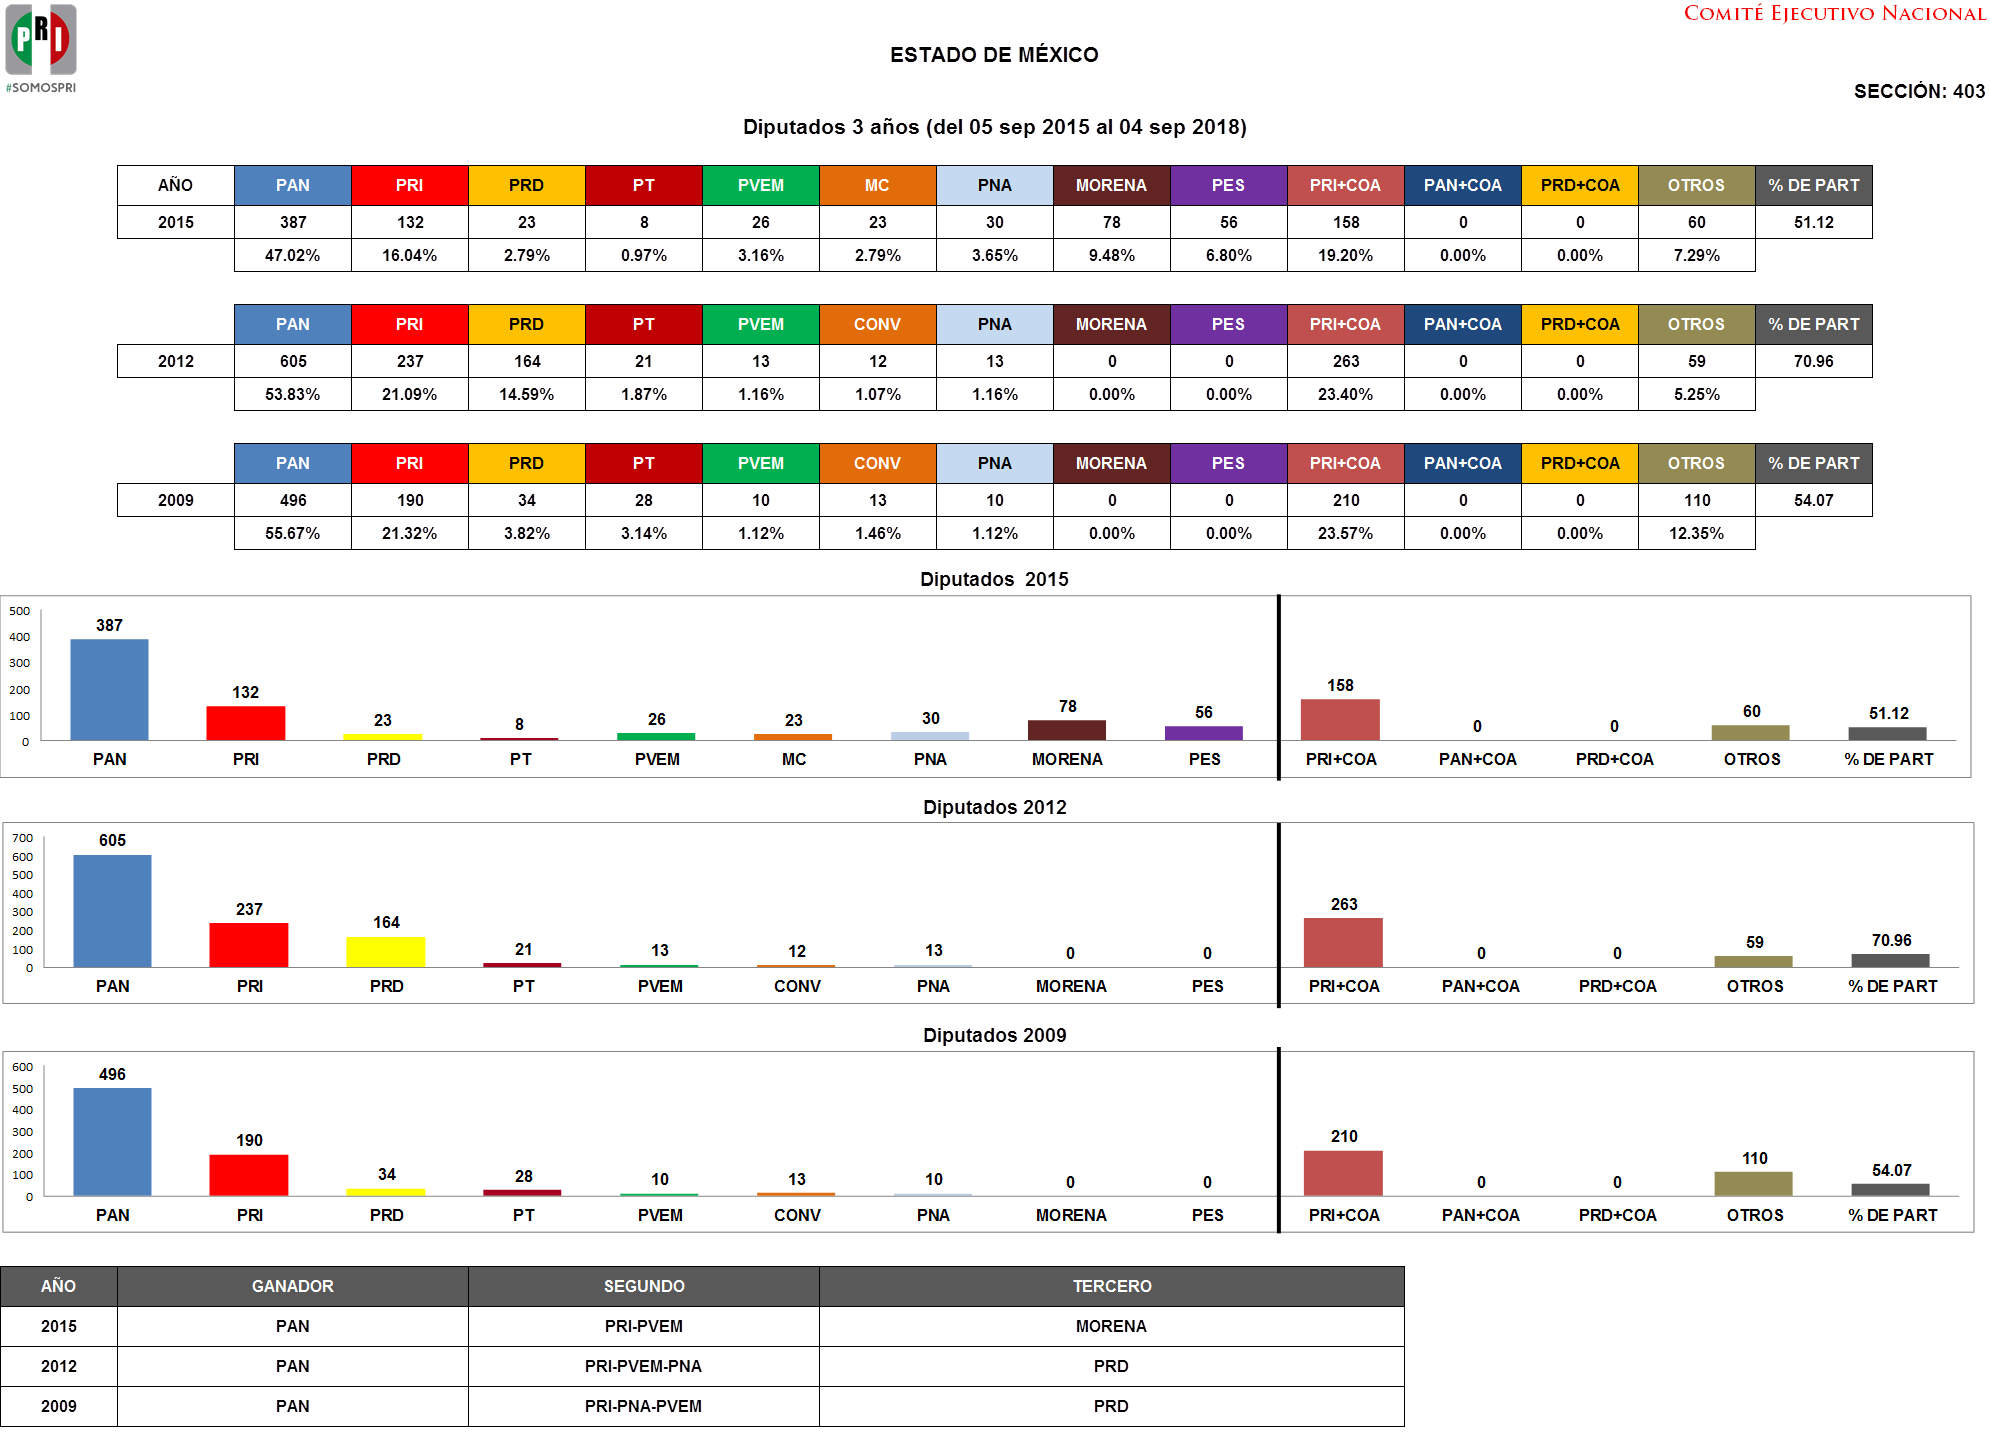 PRI
#SOMOSPRI
COMITÉ EJECUTIVO NACIONAL
ESTADO DE MÉXICO
SECCIÓN: 403
Diputados 3 años (del 05 sep 2015 al 04 sep 2018)
AÑO PAN PRI PRD PT PVEM MC PNA MORENA PES PRI+COA PAN+COA PRD+COA OTROS % DE PART
2015 387 132 23 8 26 23 30 78 56 158 0 0 60 51.12
47.02% 16.04% 2.79% 0.97% 3.16% 2.79% 3.65% 9.48% 6.80% 19.20% 0.00% 0.00% 7.29%
PAN PRI PRD PT PVEM CONV PNA MORENA PES PRI+COA PAN+COA PRD+COA OTROS % DE PART
2012 605 237 164 21 13 12 13 0 0 263 0 0 59 70.96
53.83% 21.09% 14.59% 1.87% 1.16% 1.07% 1.16% 0.00% 0.00% 23.40% 0.00% 0.00% 5.25%
PAN PRI PRD PT PVEM CONV PNA MORENA PES PRI+COA PAN+COA PRD+COA OTROS % DE PART
2009 496 190 34 28 10 13 10 0 0 210 0 0 110 54.07
55.67% 21.32% 3.82% 3.14% 1.12% 1.46% 1.12% 0.00% 0.00% 23.57% 0.00% 0.00% 12.35%
Diputados 2015
500
400
300
200
100
0
387 132 23 8 26 23 30 78 56 158 0 0 60 51.12
PAN PRI PRD PT PVEM MC PNA MORENA PES PRI+COA PAN+COA PRD+COA OTROS % DE PART
Diputados 2012
700
600
500
400
300
200
100
0
605 237 164 21 13 12 13 0 0 263 0 0 59 70.96
PAN PRI PRD PT PVEM CONV PNA MORENA PES PRI+COA PAN+COA PRD+COA OTROS % DE PART
Diputados 2009
600
500
400
300
200
100
0
496 190 34 28 10 13 10 0 0 210 0 0 110 54.07
PAN PRI PRD PT PVEM CONV PNA MORENA PES PRI+COA PAN+COA PRD+COA OTROS % DE PART
AÑO GANADOR SEGUNDO TERCERO
2015 PAN PRI-PVEM MORENA
2012 PAN PRI-PVEM-PNA PRD
2009 PAN PRI-PNA-PVEM PRD